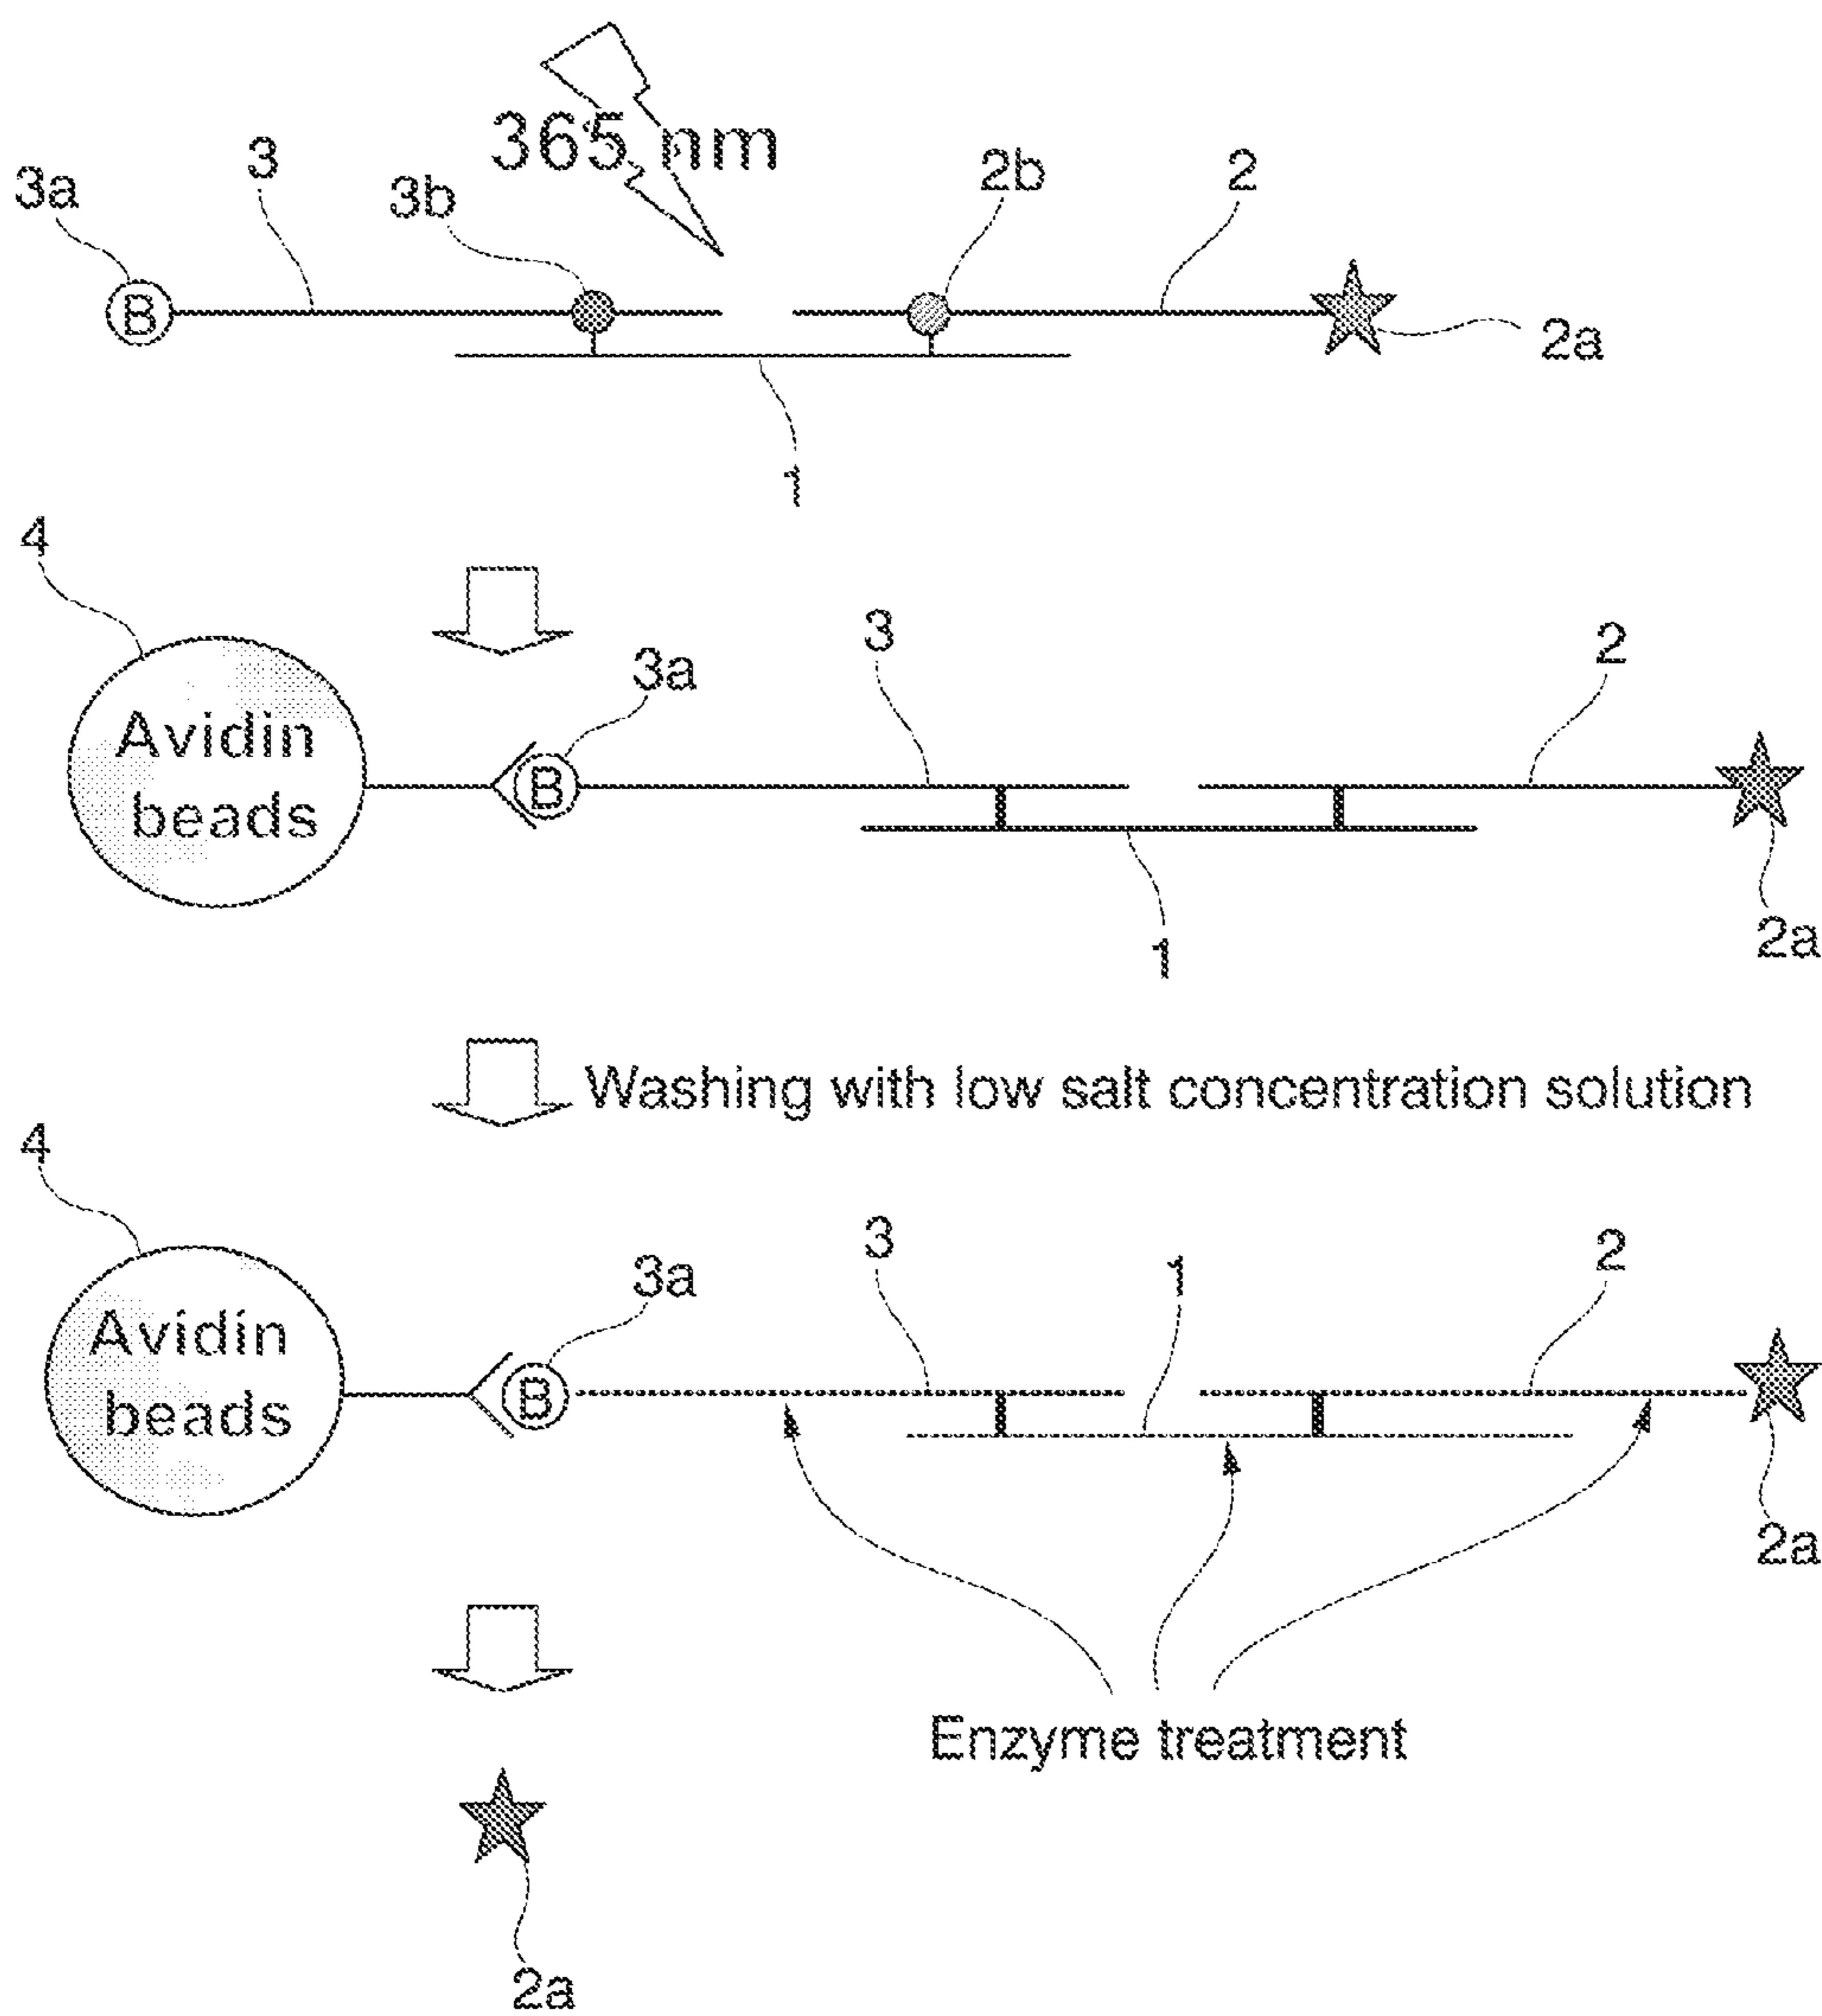 365 nm
3
2b
2
3a
3b
B
2a
1
4
3
2
3a
Avidin
beads
B
1
2a
Washing with low salt concentration solution
4
3
1
2
3a
Avidin
beads
B
2a
Enzyme treatment
2a